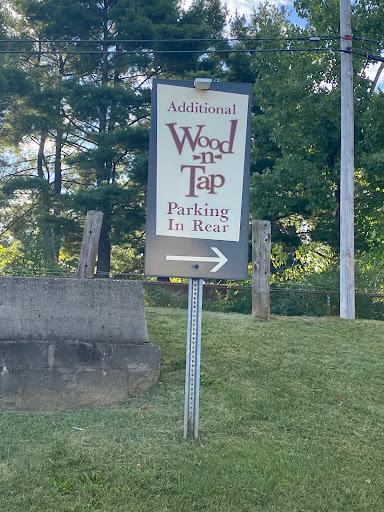 Additional
Wood
-n-
Tap
Parking
In Rear